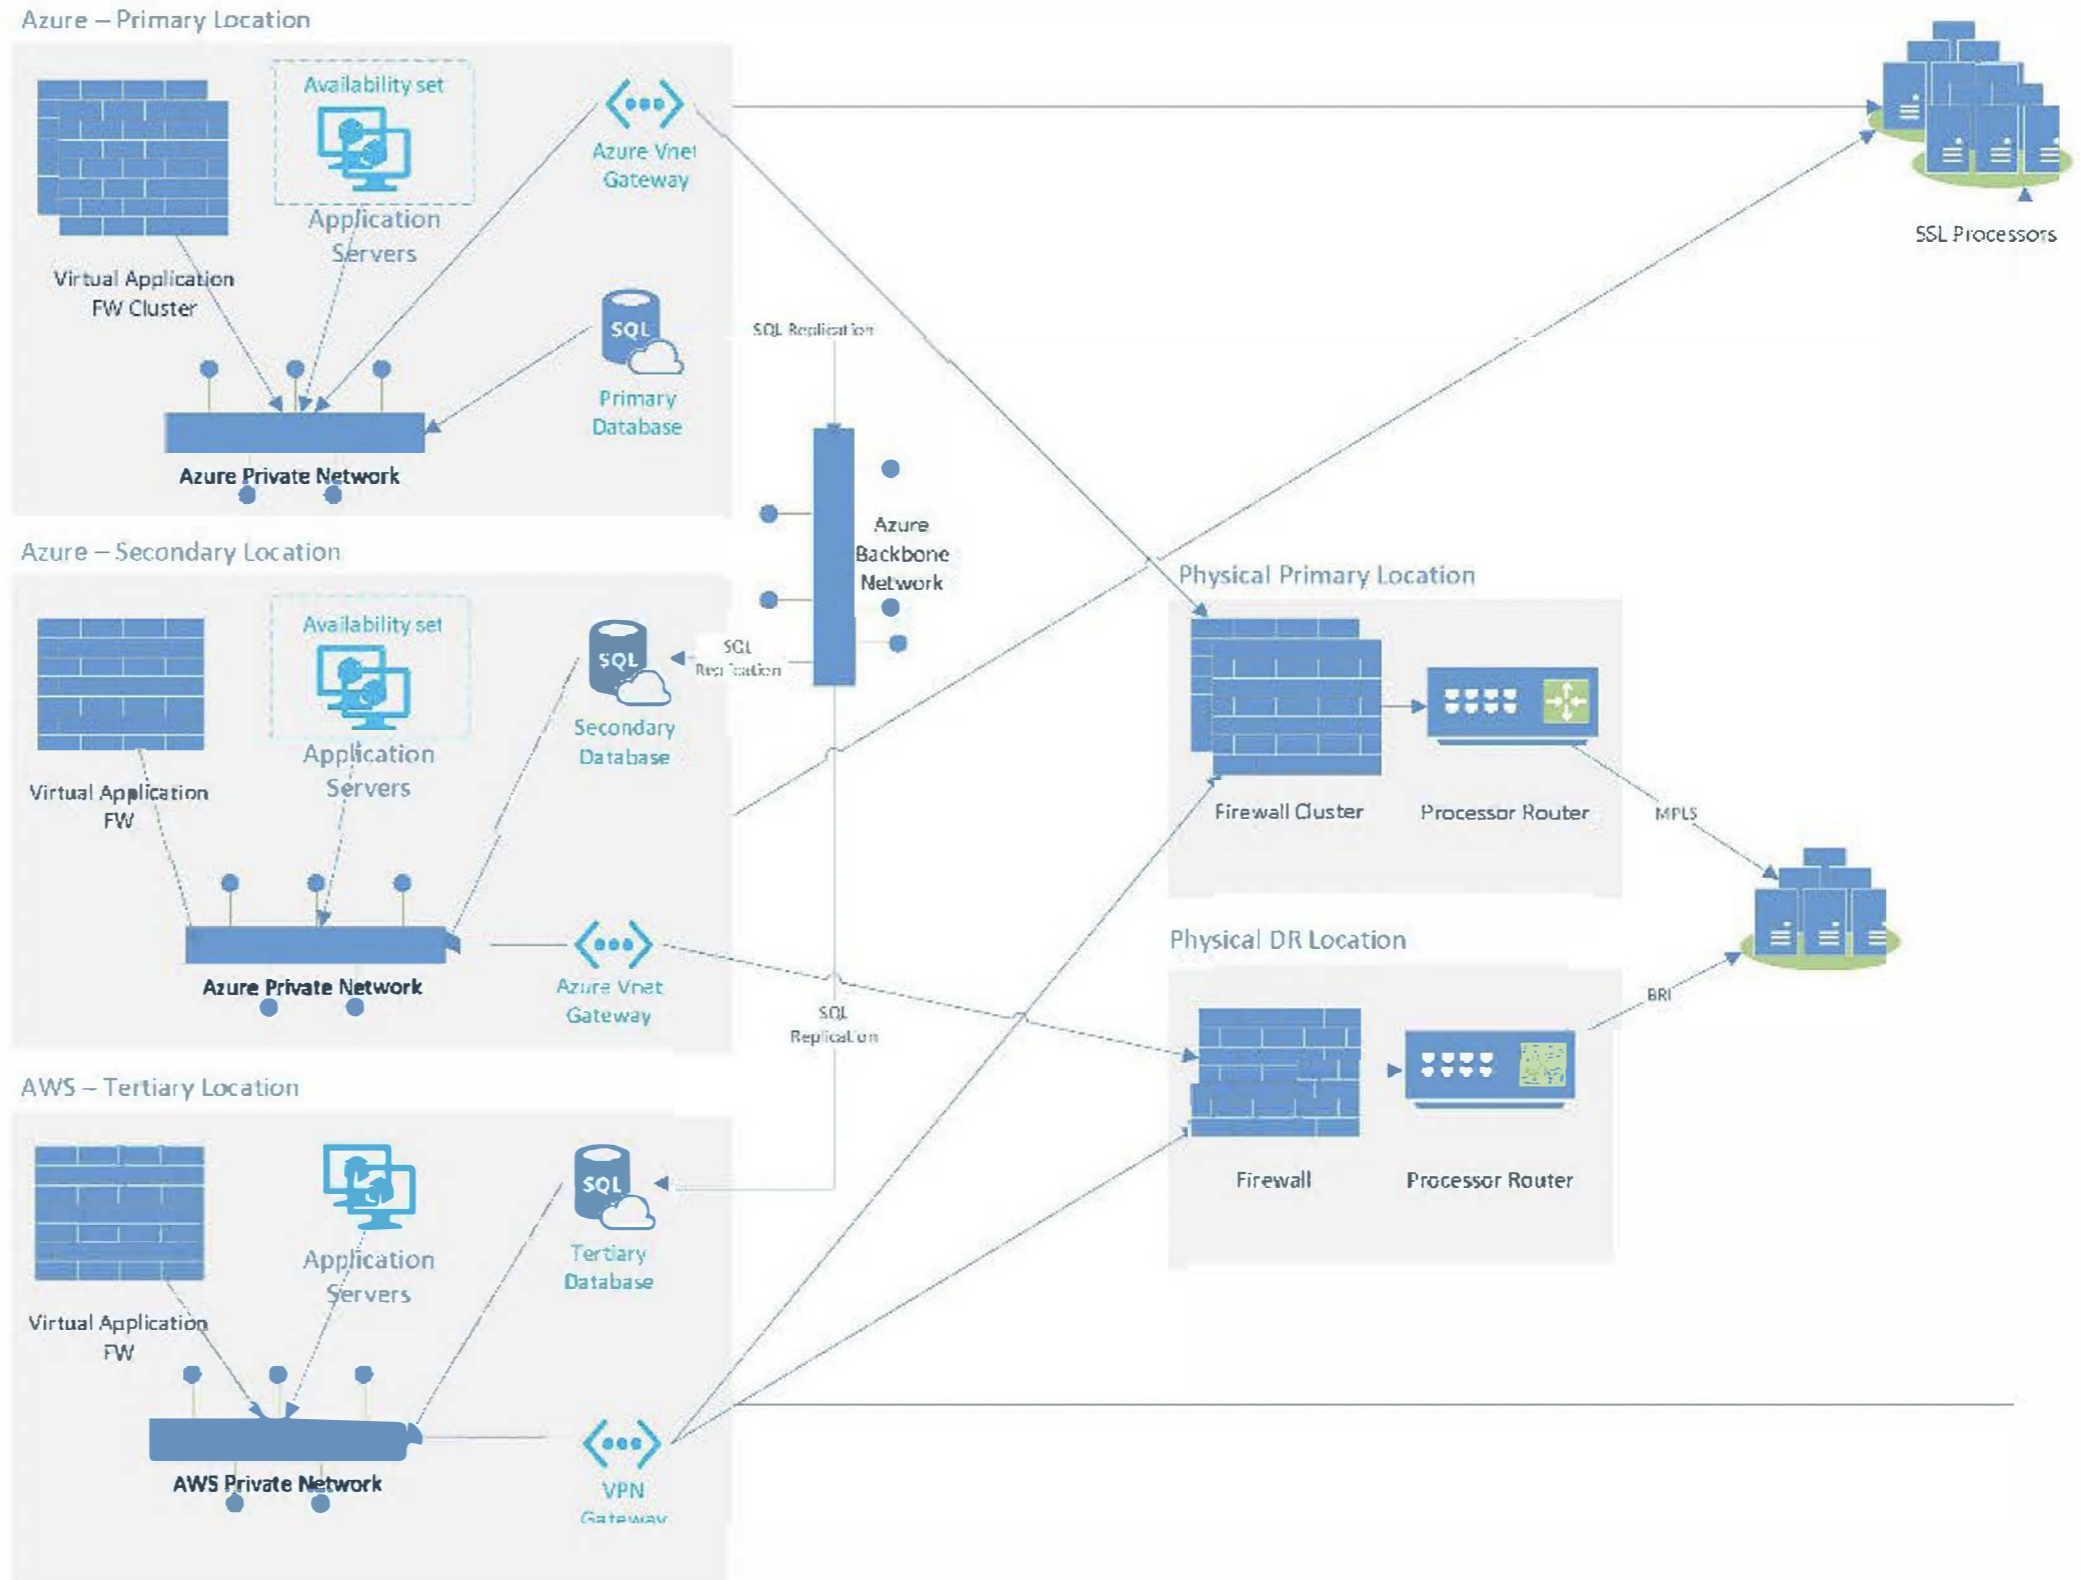 Azure – Primary Location
Availability set
Application
Servers
Virtual Application
FW Cluster
Azure Vnet
Gateway
SQL
Primary
Database
Azure Private Network
SQL Replication
Azure
Backbone
Network
SSL Processors
Azure – Secondary Location
Availability set
Application
Servers
Virtual Application
FW
SQL
Secondary
Database
SQL
Replication
Azure Private Network
Azure Vnet
Gateway
SQL
Replication
Physical Primary Location
Firewall Cluster
Processor Router
MPLS
Physical DR Location
Firewall
Processor Router
BRI
AWS – Tertiary Location
Application
Servers
Virtual Application
FW
SQL
Tertiary
Database
AWS Private Network
VPN
Gateway